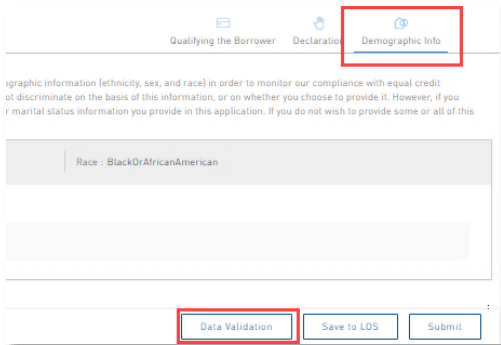 Qualifying the Borrower Declaration Demographic Info
ographic information (ethnicity, sex, and race) in order to monitor our compliance with equal credit
ot discriminate on the basis of this information, or on whether you choose to provide it. However, if you
r marital status information you provide in this application. If you do not wish to provide some or all of this
Race : BlackOrAfricanAmerican
Data Validation Save to LOS Submit